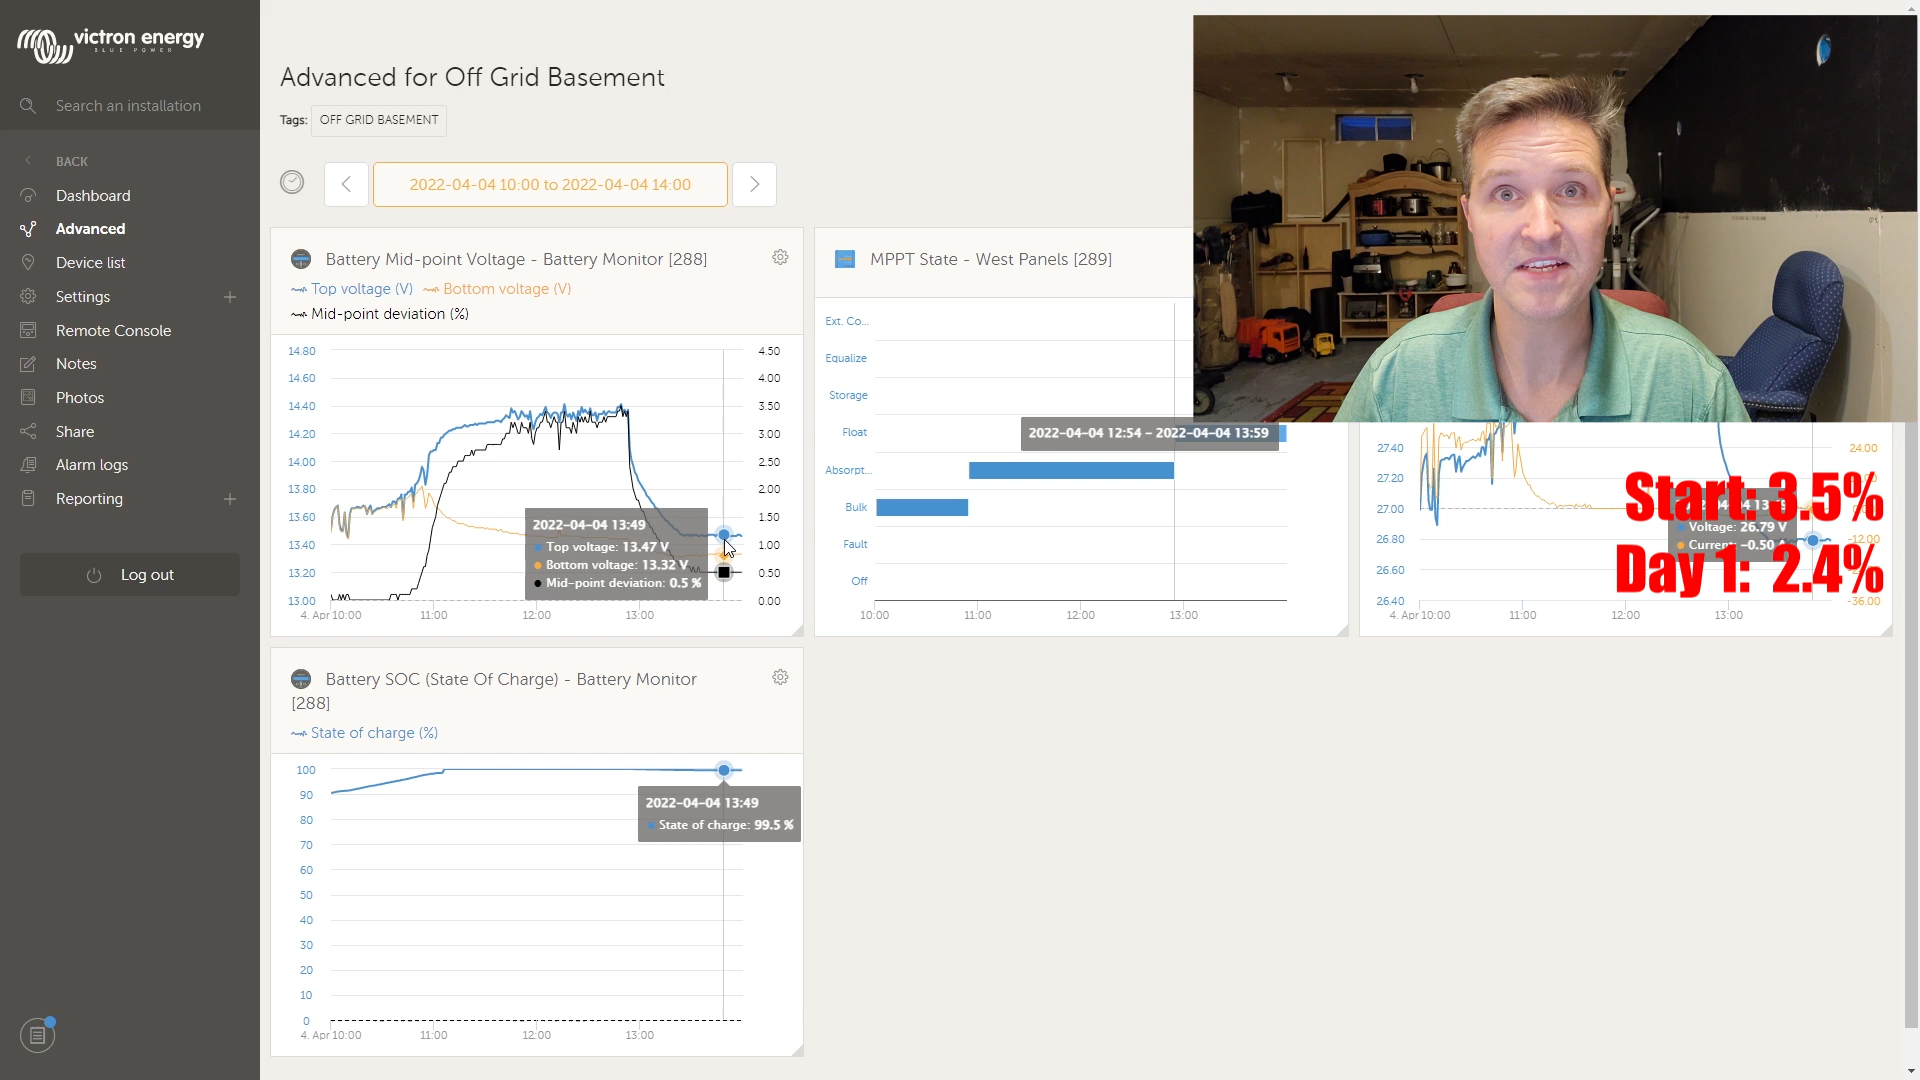 victron energy
BLUE POWER
Search an installation
BACK
Dashboard
Advanced
Device list
Settings
Remote Console
Notes
Photos
Share
Alarm logs
Reporting
Log out
Advanced for Off Grid Basement
Tags: OFF GRID BASEMENT
2022-04-04 10:00 to 2022-04-04 14:00
Battery Mid-point Voltage - Battery Monitor [288]
Top voltage (V) Bottom voltage (V)
Mid-point deviation (%)
14.80 4.50
14.60 4.00
14.40 3.50
14.20 3.00
14.00 2.50
13.80 2.00
13.60 1.50
13.40 1.00
13.20 0.50
13.00 0.00
4. Apr 10:00 11:00 12:00 13:00
2022-04-04 13:49
Top voltage: 13.47 V
Bottom voltage: 13.32 V
Mid-point deviation: 0.5 %
MPPT State - West Panels [289]
Ext. Co...
Equalize
Storage
Float
Absorpt...
Bulk
Fault
Off
10:00 11:00 12:00 13:00
2022-04-04 12:54 – 2022-04-04 13:59
27.40 24.00
27.20
27.00
26.80 -12.00
26.60
26.40 -36.00
4. Apr 10:00 11:00 12:00 13:00
Voltage: 26.79 V
Current: -0.50 A
Start: 3.5%
Day 1: 2.4%
Battery SOC (State Of Charge) - Battery Monitor
[288]
State of charge (%)
100
90
80
70
60
50
40
30
20
10
0
4. Apr 10:00 11:00 12:00 13:00
2022-04-04 13:49
State of charge: 99.5 %